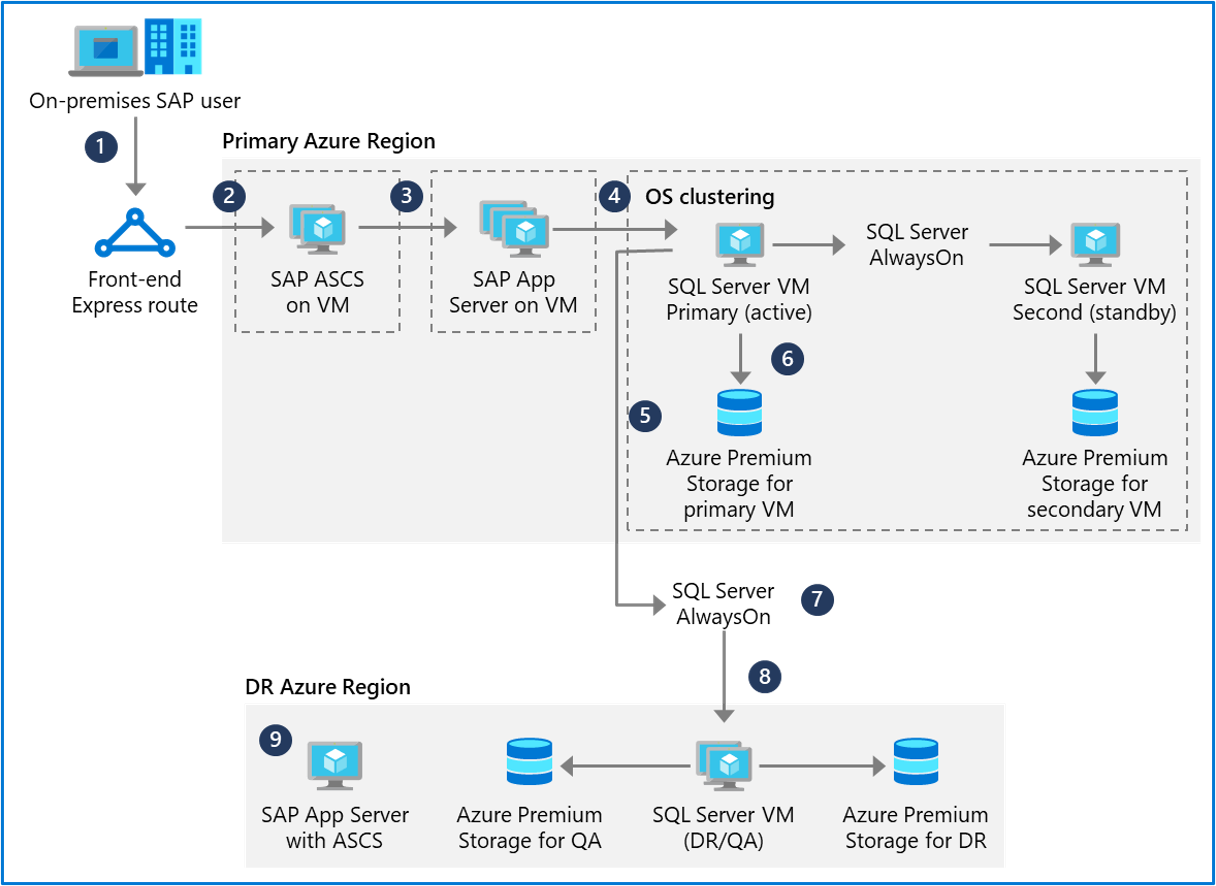 On-premises SAP user
1
Primary Azure Region
2
3
4
OS clustering
Front-end
Express route
SAP ASCS
on VM
SAP App
Server on VM
SQL Server VM
Primary (active)
SQL Server
AlwaysOn
SQL Server VM
Second (standby)
6
5
Azure Premium
Storage for
primary VM
Azure Premium
Storage for
secondary VM
SQL Server
AlwaysOn
7
8
DR Azure Region
9
SAP App Server
with ASCS
Azure Premium
Storage for QA
SQL Server VM
(DR/QA)
Azure Premium
Storage for DR